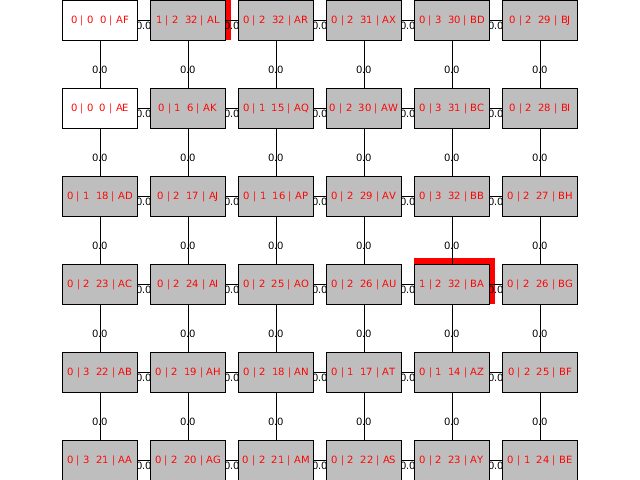 0 | 0 0 | AF 0.0 1 | 2 32 | AL 0.0 0 | 2 32 | AR 0.0 0 | 2 31 | AX 0.0 0 | 3 30 | BD 0.0 0 | 2 29 | BJ
0.0 0.0 0.0 0.0 0.0 0.0
0 | 0 0 | AE 0.0 0 | 1 6 | AK 0.0 0 | 1 15 | AQ 0.0 0 | 2 30 | AW 0.0 0 | 3 31 | BC 0.0 0 | 2 28 | BI
0.0 0.0 0.0 0.0 0.0 0.0
0 | 1 18 | AD 0.0 0 | 2 17 | AJ 0.0 0 | 1 16 | AP 0.0 0 | 2 29 | AV 0.0 0 | 3 32 | BB 0.0 0 | 2 27 | BH
0.0 0.0 0.0 0.0 0.0 0.0
0 | 2 23 | AC 0.0 0 | 2 24 | AI 0.0 0 | 2 25 | AO 0.0 0 | 2 26 | AU 0.0 1 | 2 32 | BA 0.0 0 | 2 26 | BG
0.0 0.0 0.0 0.0 0.0 0.0
0 | 3 22 | AB 0.0 0 | 2 19 | AH 0.0 0 | 2 18 | AN 0.0 0 | 1 17 | AT 0.0 0 | 1 14 | AZ 0.0 0 | 2 25 | BF
0.0 0.0 0.0 0.0 0.0 0.0
0 | 3 21 | AA 0.0 0 | 2 20 | AG 0.0 0 | 2 21 | AM 0.0 0 | 2 22 | AS 0.0 0 | 2 23 | AY 0.0 0 | 1 24 | BE